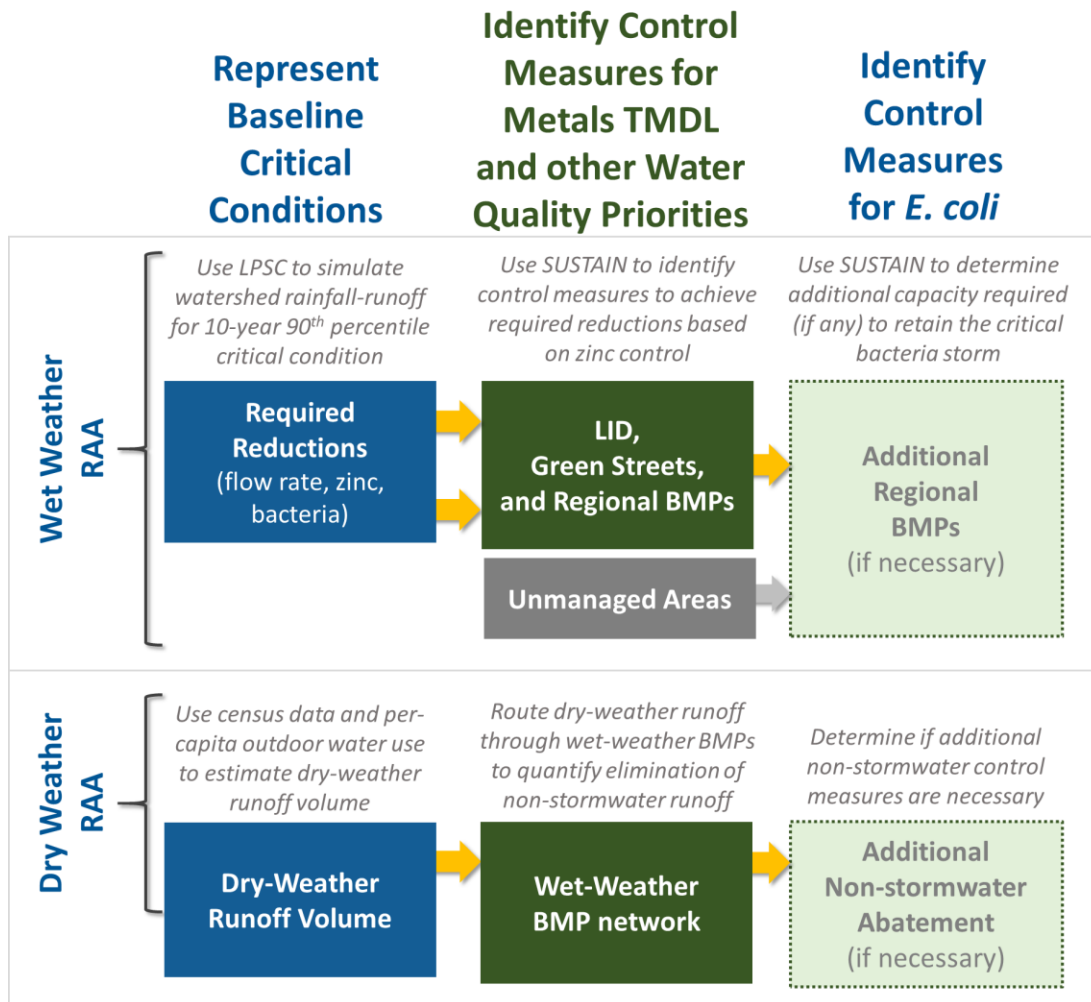 Represent
Baseline
Critical
Conditions
Identify Control
Measures for
Metals TMDL
and other Water
Quality Priorities
Identify
Control
Measures
for E. coli
Wet Weather
RAA
Use LPSC to simulate
watershed rainfall-runoff
for 10-year 90th percentile
critical condition
Required
Reductions
(flow rate, zinc,
bacteria)
Use SUSTAIN to identify
control measures to achieve
required reductions based
on zinc control
LID,
Green Streets,
and Regional BMPs
Unmanaged Areas
Use SUSTAIN to determine
additional capacity required
(if any) to retain the critical
bacteria storm
Additional
Regional
BMPs
(if necessary)
Dry Weather
RAA
Use census data and per-
capita outdoor water use
to estimate dry-weather
runoff volume
Dry-Weather
Runoff Volume
Route dry-weather runoff
through wet-weather BMPs
to quantify elimination of
non-stormwater runoff
Wet-Weather
BMP network
Determine if additional
non-stormwater control
measures are necessary
Additional
Non-stormwater
Abatement
(if necessary)